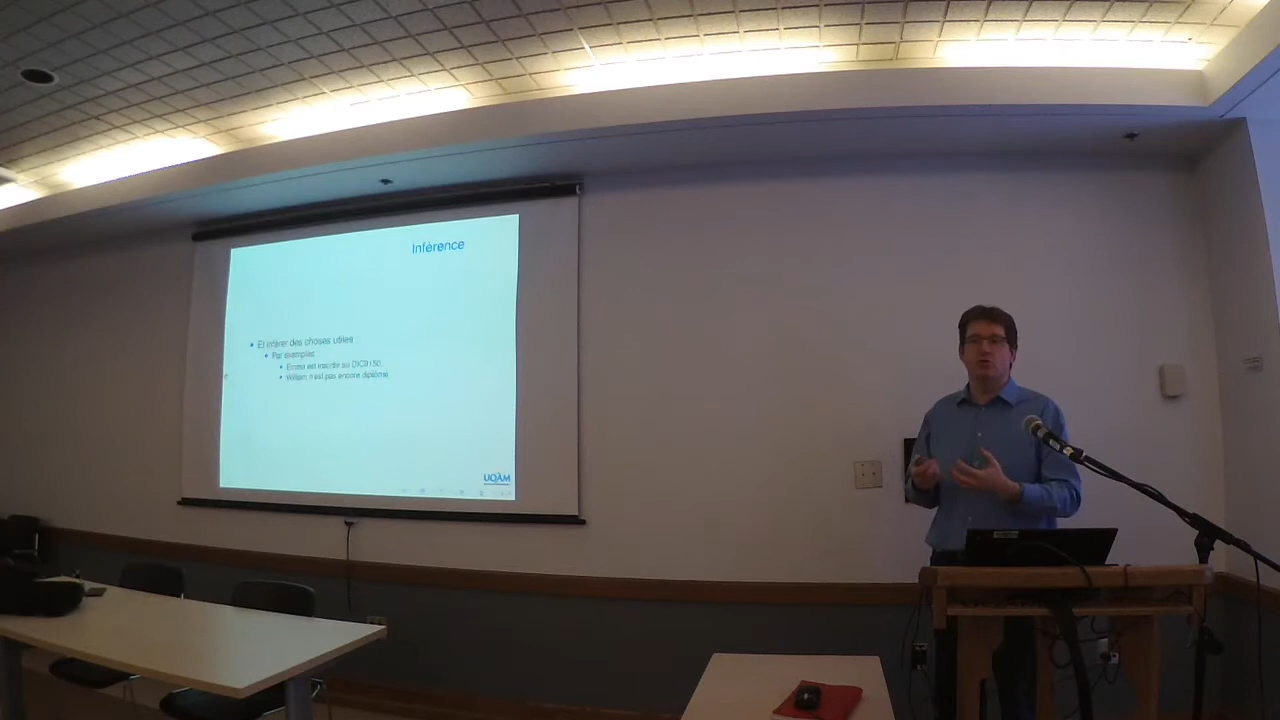 Inférence
Et inférer des choses utiles
Par exemples
Emma est inscrite au DIC9150.
William n'est pas encore diplômé.
UQÀM